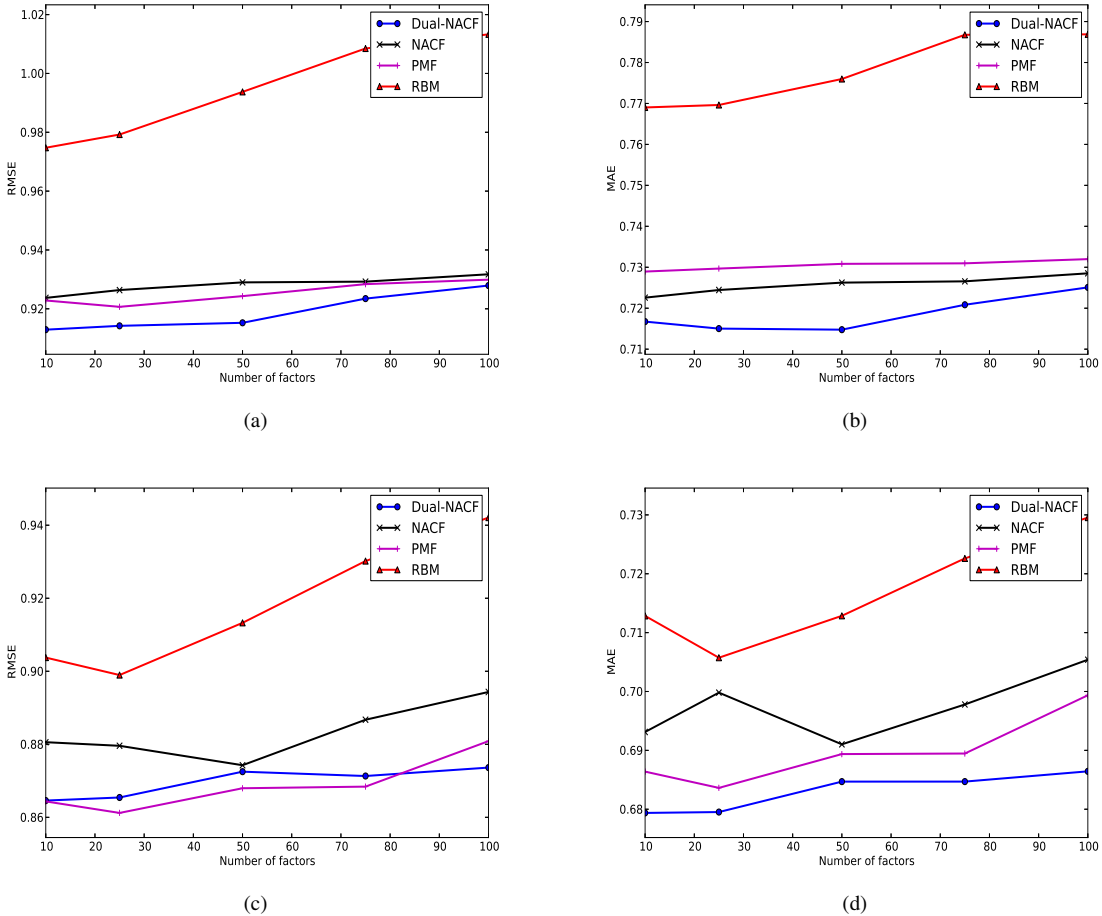 1.02
1.00
0.98
0.96
0.94
0.92
RMSE
10 20 30 40 50 60 70 80 90 100
Number of factors
Dual-NACF
NACF
PMF
RBM
(a)
0.79
0.78
0.77
0.76
0.75
0.74
0.73
0.72
0.71
MAE
10 20 30 40 50 60 70 80 90 100
Number of factors
Dual-NACF
NACF
PMF
RBM
(b)
0.94
0.92
0.90
0.88
0.86
RMSE
10 20 30 40 50 60 70 80 90 100
Number of factors
Dual-NACF
NACF
PMF
RBM
(c)
0.73
0.72
0.71
0.70
0.69
0.68
MAE
10 20 30 40 50 60 70 80 90 100
Number of factors
Dual-NACF
NACF
PMF
RBM
(d)